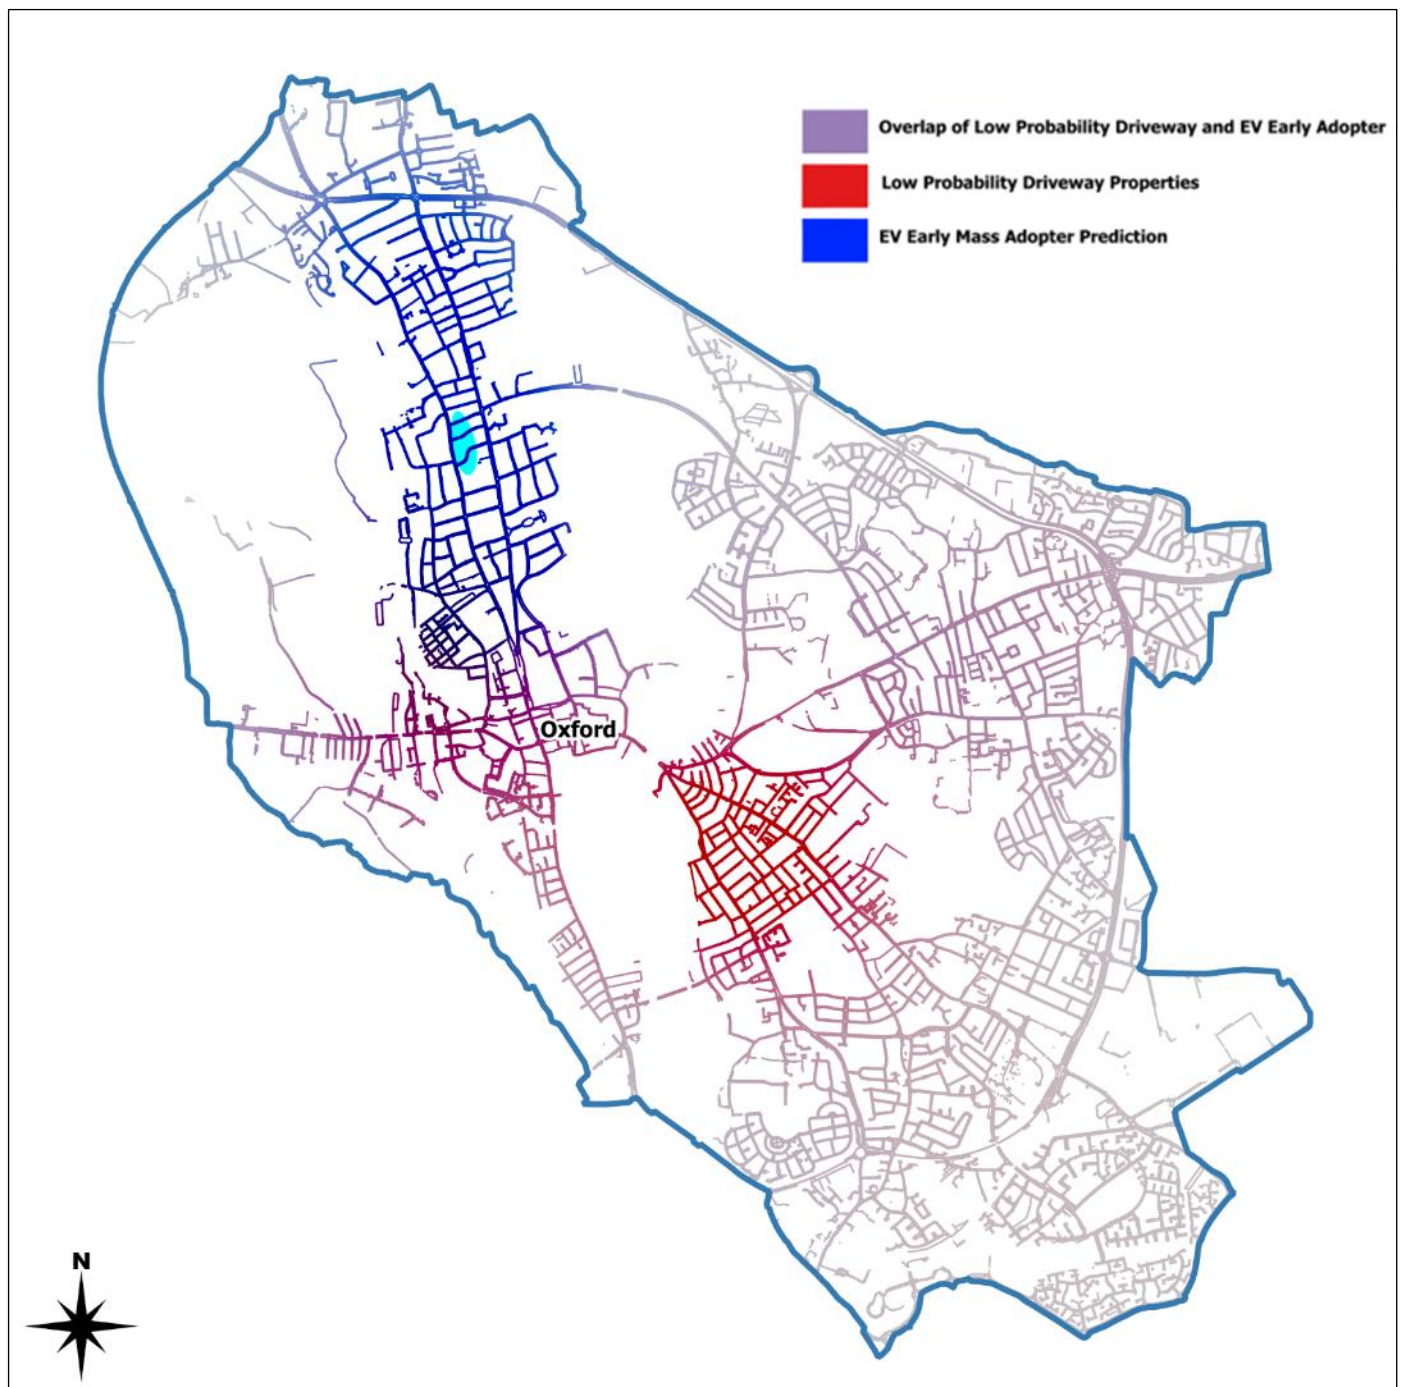 Overlap of Low Probability Driveway and EV Early Adopter
Low Probability Driveway Properties
EV Early Mass Adopter Prediction
Oxford
N